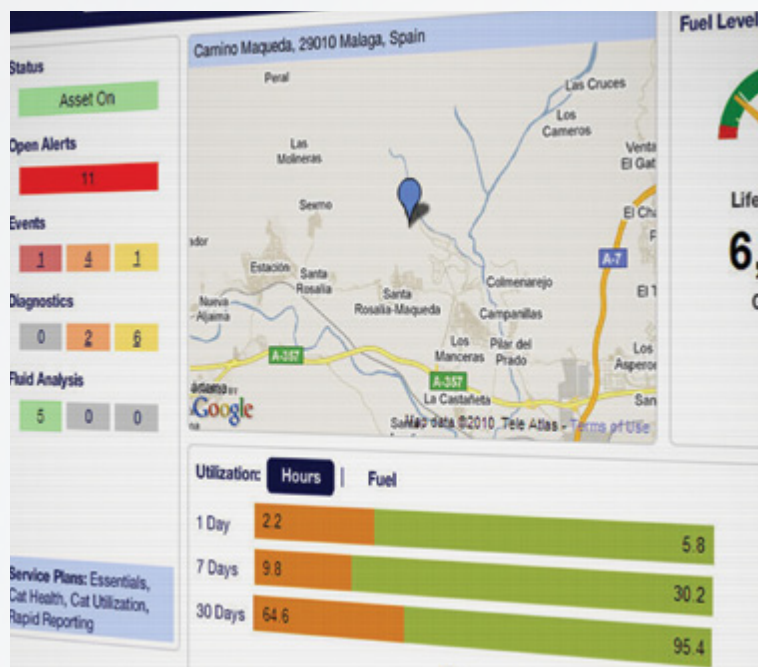 Status
Asset On
Open Alerts
11
Events
1 4 1
Diagnostics
0 2 6
Fluid Analysis
5 0 0
Service Plans: Essentials,
Cat Health, Cat Utilization,
Rapid Reporting
Camino Maqueda, 29010 Malaga, Spain
Peral
Las Cruces
Los
Cameros
Las
Molineras
Venta
El Gat
Sexmo
El Cha
A-7
Estación
Santa
Rosalia
Santa
Rosalia-Maqueda
Colmenarejo
Campanillas
El
Nueva
Aljaima
Los
Manceras
Pilar del
Prado
Los
Aspero
A-357
A-357
La Castañeta
San
Google
Map data ©2010 Tele Atlas - Terms of Use
Utilization: Hours | Fuel
1 Day 2.2 5.8
7 Days 9.8 30.2
30 Days 64.6 95.4
Fuel Level
Life
6,